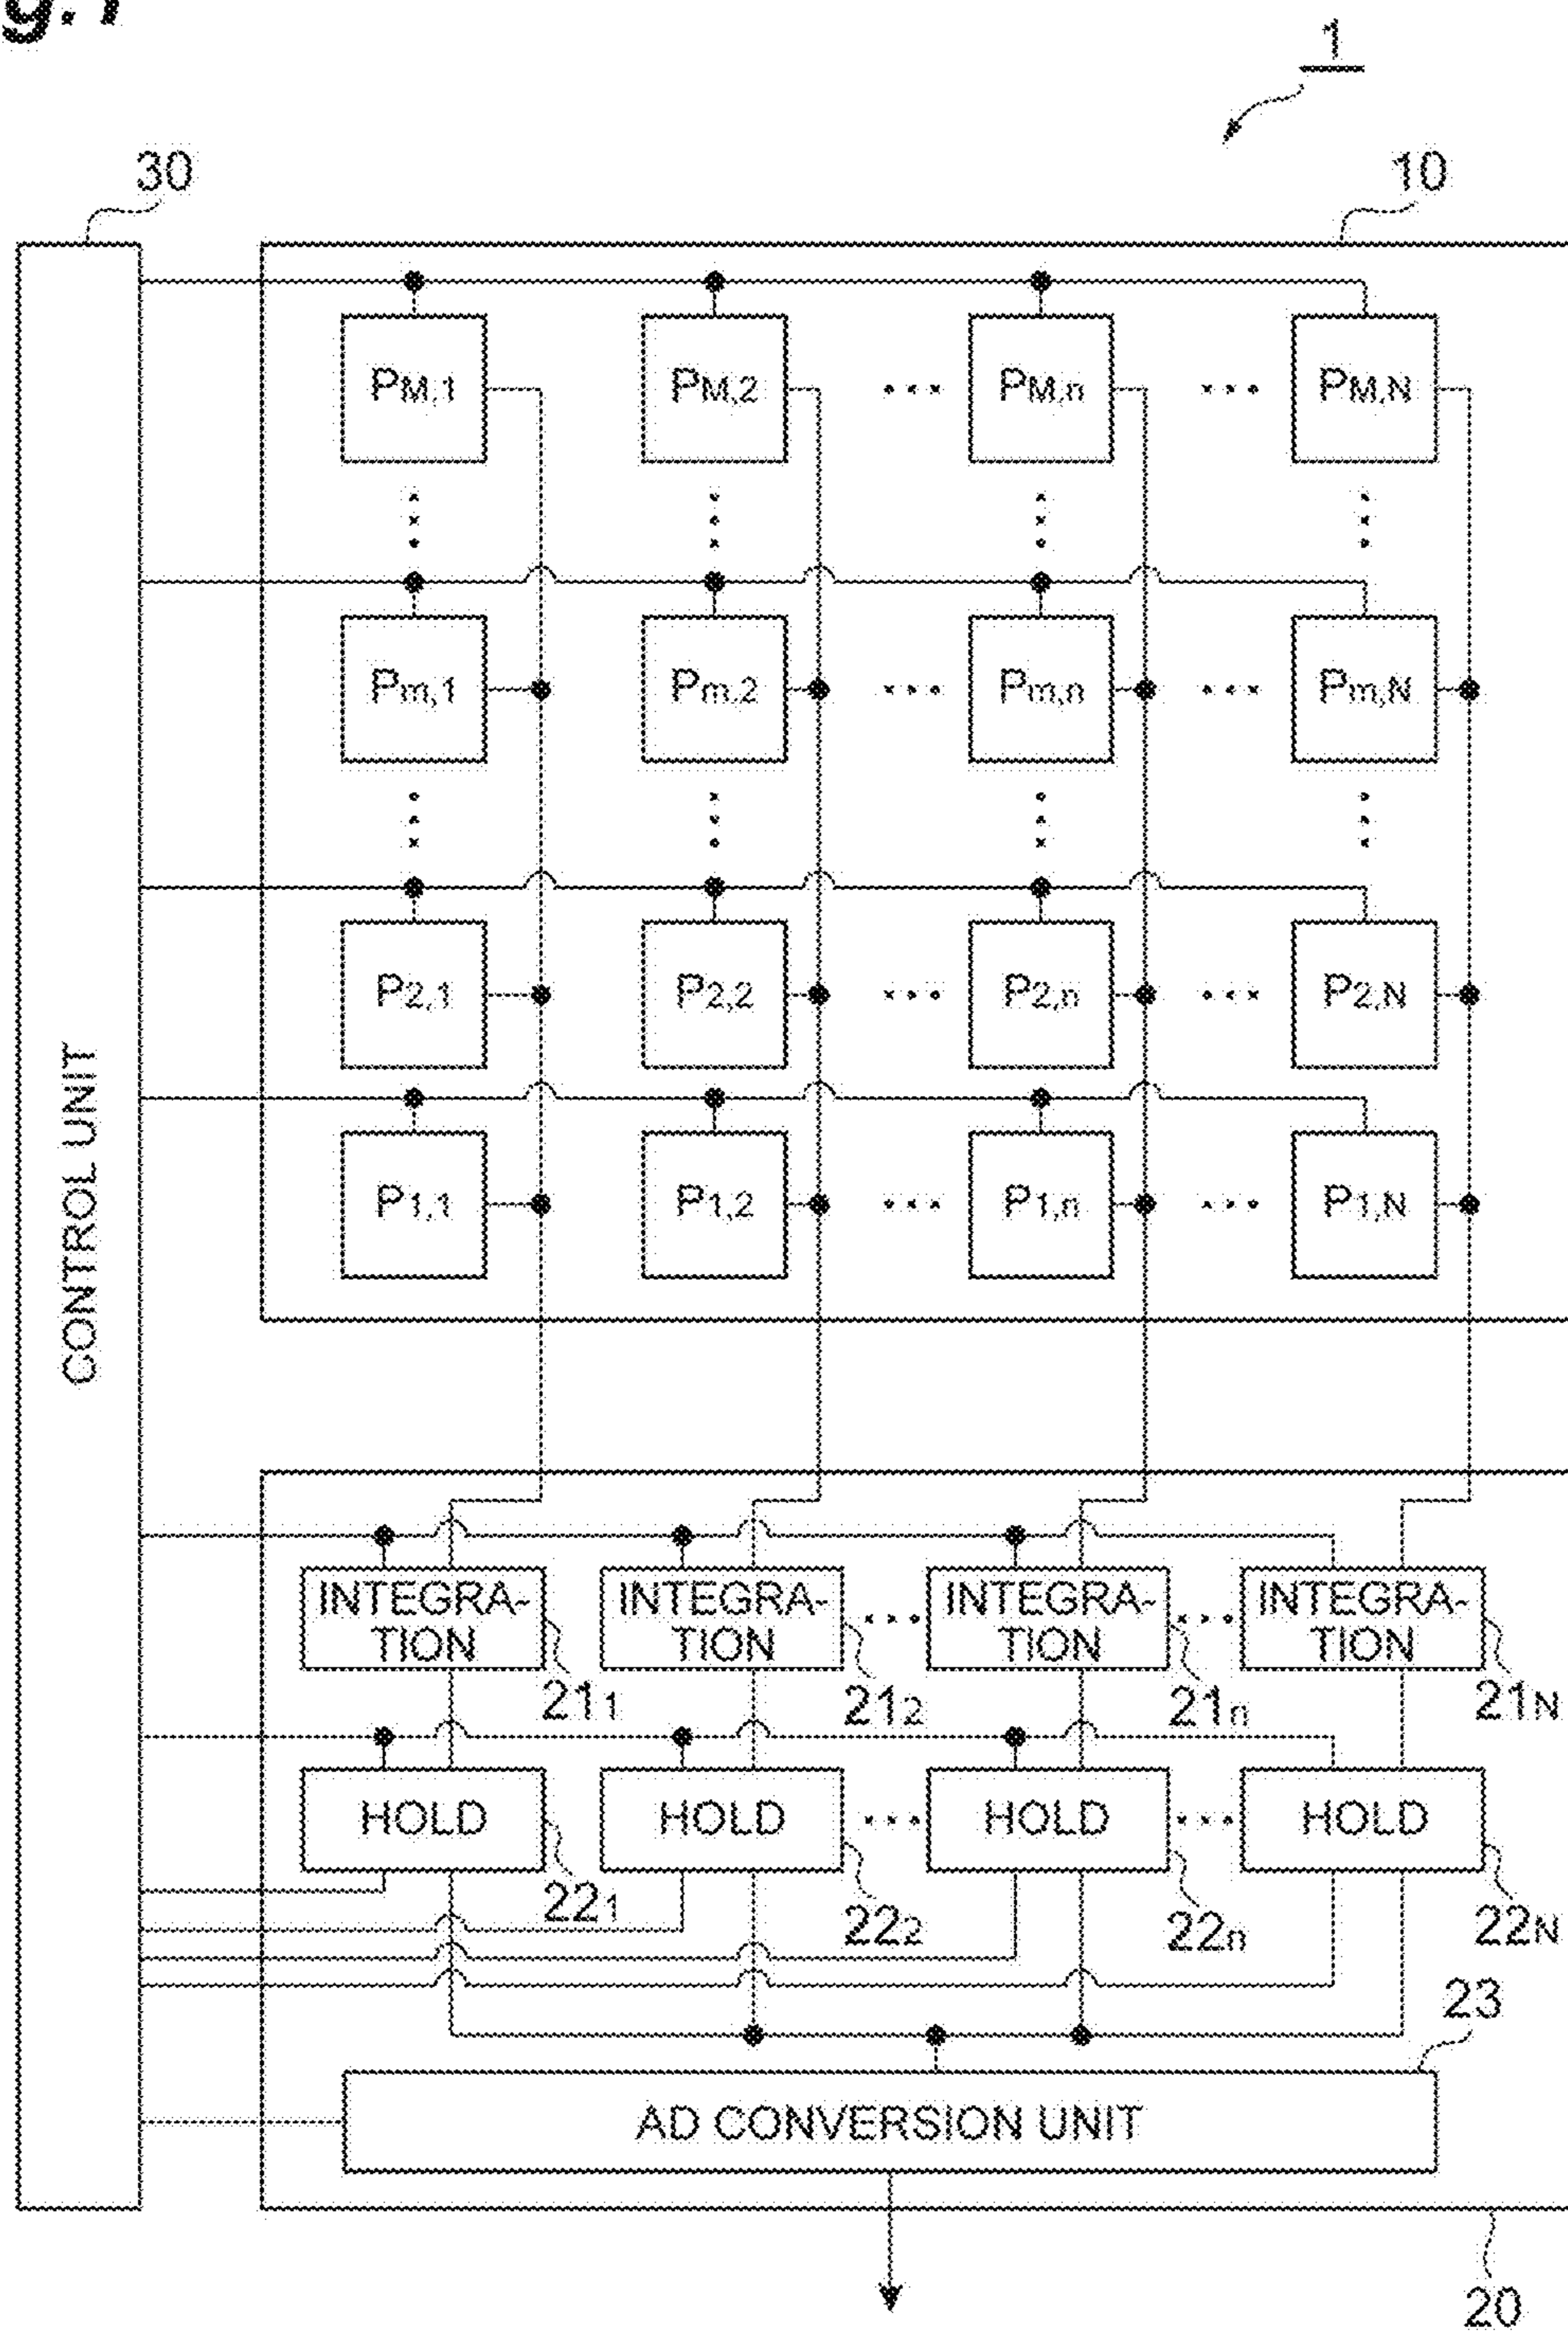 g.1
1
30
10
PM,1 PM,2 ... PM,n ... PM,N
Pm,1 Pm,2 ... Pm,n ... Pm,N
P2,1 P2,2 ... P2,n ... P2,N
P1,1 P1,2 ... P1,n ... P1,N
CONTROL UNIT
INTEGRA-
TION
INTEGRA-
TION
...
INTEGRA-
TION
...
INTEGRA-
TION
211 212 21n 21N
HOLD HOLD ... HOLD ... HOLD
221 222 22n 22N
23
AD CONVERSION UNIT
20